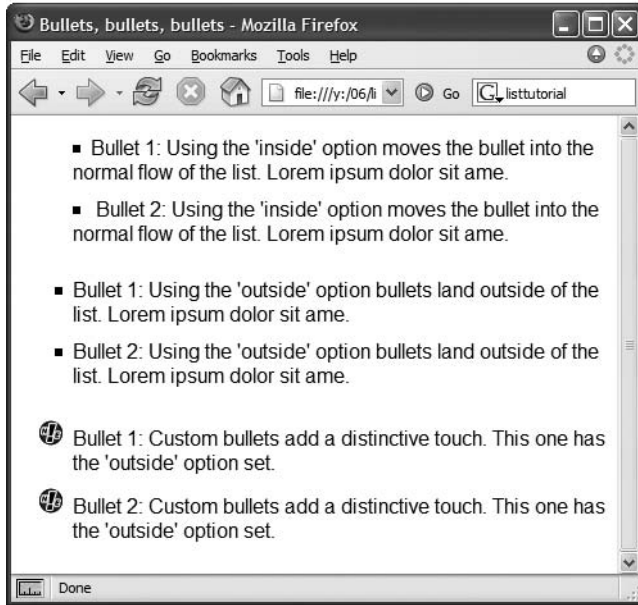 Bullets, bullets, bullets - Mozilla Firefox
File Edit View Go Bookmarks Tools Help
file:///y:/06/li Go G listtutorial
Bullet 1: Using the 'inside' option moves the bullet into the
normal flow of the list. Lorem ipsum dolor sit ame.
Bullet 2: Using the 'inside' option moves the bullet into the
normal flow of the list. Lorem ipsum dolor sit ame.
Bullet 1: Using the 'outside' option bullets land outside of the
list. Lorem ipsum dolor sit ame.
Bullet 2: Using the 'outside' option bullets land outside of the
list. Lorem ipsum dolor sit ame.
Bullet 1: Custom bullets add a distinctive touch. This one has
the 'outside' option set.
Bullet 2: Custom bullets add a distinctive touch. This one has
the 'outside' option set.
Done